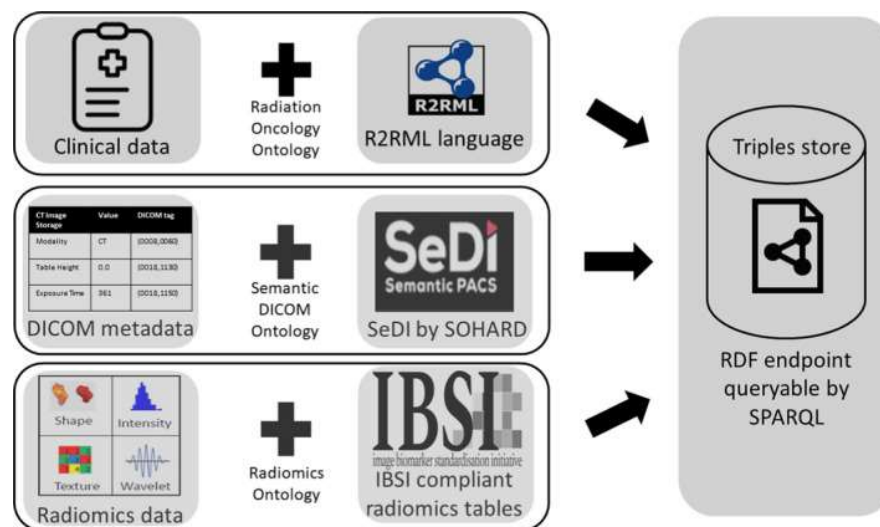 Clinical data
Radiation
Oncology
Ontology
R2RML
R2RML language
CT Image
Storage
Value
DICOM tag
Modality
CT
(0008,0060)
Table Height
0.0
(0018,1130)
Exposure Time
361
(0018,1150)
DICOM metadata
Semantic
DICOM
Ontology
SeDI
Semantic PACS
SeDI by SOHARD
Shape
Intensity
Texture
Wavelet
Radiomics data
Radiomics
Ontology
IBSI
image biomarker standardisation initiative
IBSI compliant
radiomics tables
Triples store
RDF endpoint
queryable by
SPARQL